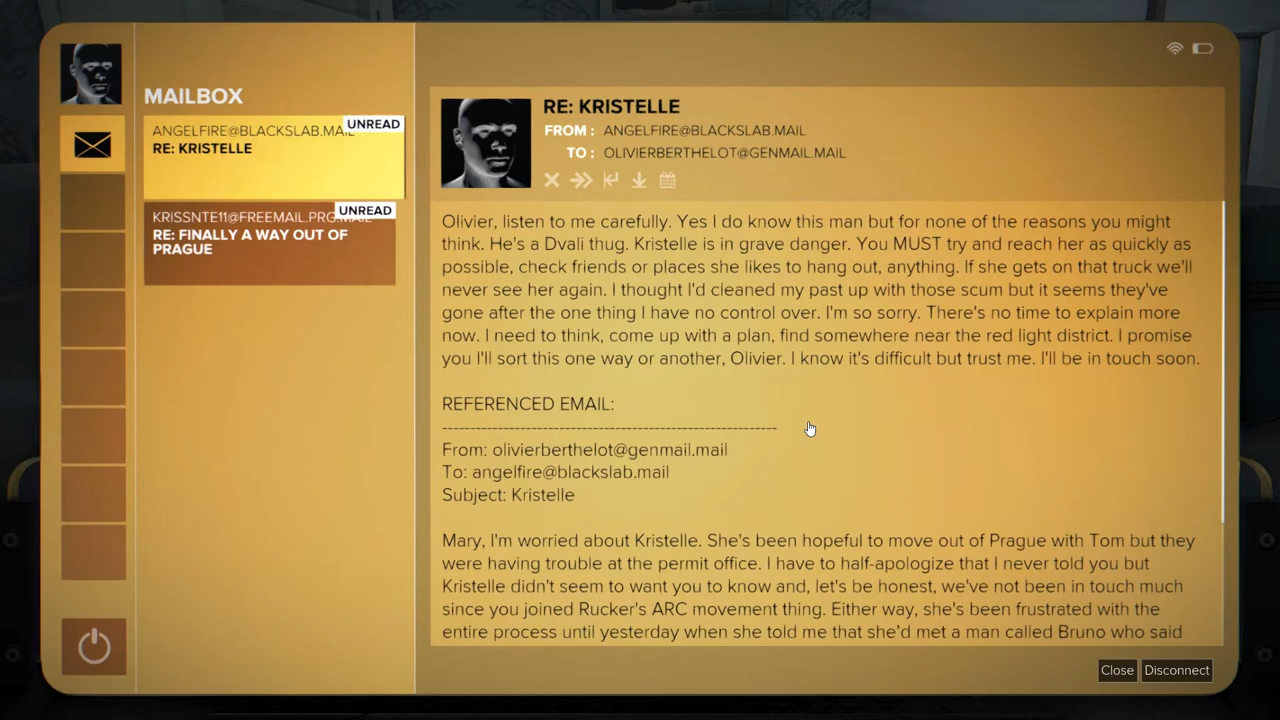 MAILBOX
ANGELFIRE@BLACKSLAB.MAIL
UNREAD
RE: KRISTELLE
KRISSNTE11@FREEMAIL.PRG.MAIL
UNREAD
RE: FINALLY A WAY OUT OF
PRAGUE
RE: KRISTELLE
FROM : ANGELFIRE@BLACKSLAB.MAIL
TO : OLIVIERBERTHELOT@GENMAIL.MAIL
Olivier, listen to me carefully. Yes I do know this man but for none of the reasons you might
think. He's a Dvali thug. Kristelle is in grave danger. You MUST try and reach her as quickly as
possible, check friends or places she likes to hang out, anything. If she gets on that truck we'll
never see her again. I thought I'd cleaned my past up with those scum but it seems they've
gone after the one thing I have no control over. I'm so sorry. There's no time to explain more
now. I need to think, come up with a plan, find somewhere near the red light district. I promise
you I'll sort this one way or another, Olivier. I know it's difficult but trust me. I'll be in touch soon.
REFERENCED EMAIL:
----------------------------------------------------------------
From: olivierberthelot@genmail.mail
To: angelfire@blackslab.mail
Subject: Kristelle
Mary, I'm worried about Kristelle. She's been hopeful to move out of Prague with Tom but they
were having trouble at the permit office. I have to half-apologize that I never told you but
Kristelle didn't seem to want you to know and, let's be honest, we've not been in touch much
since you joined Rucker's ARC movement thing. Either way, she's been frustrated with the
entire process until yesterday when she told me that she'd met a man called Bruno who said
Close
Disconnect